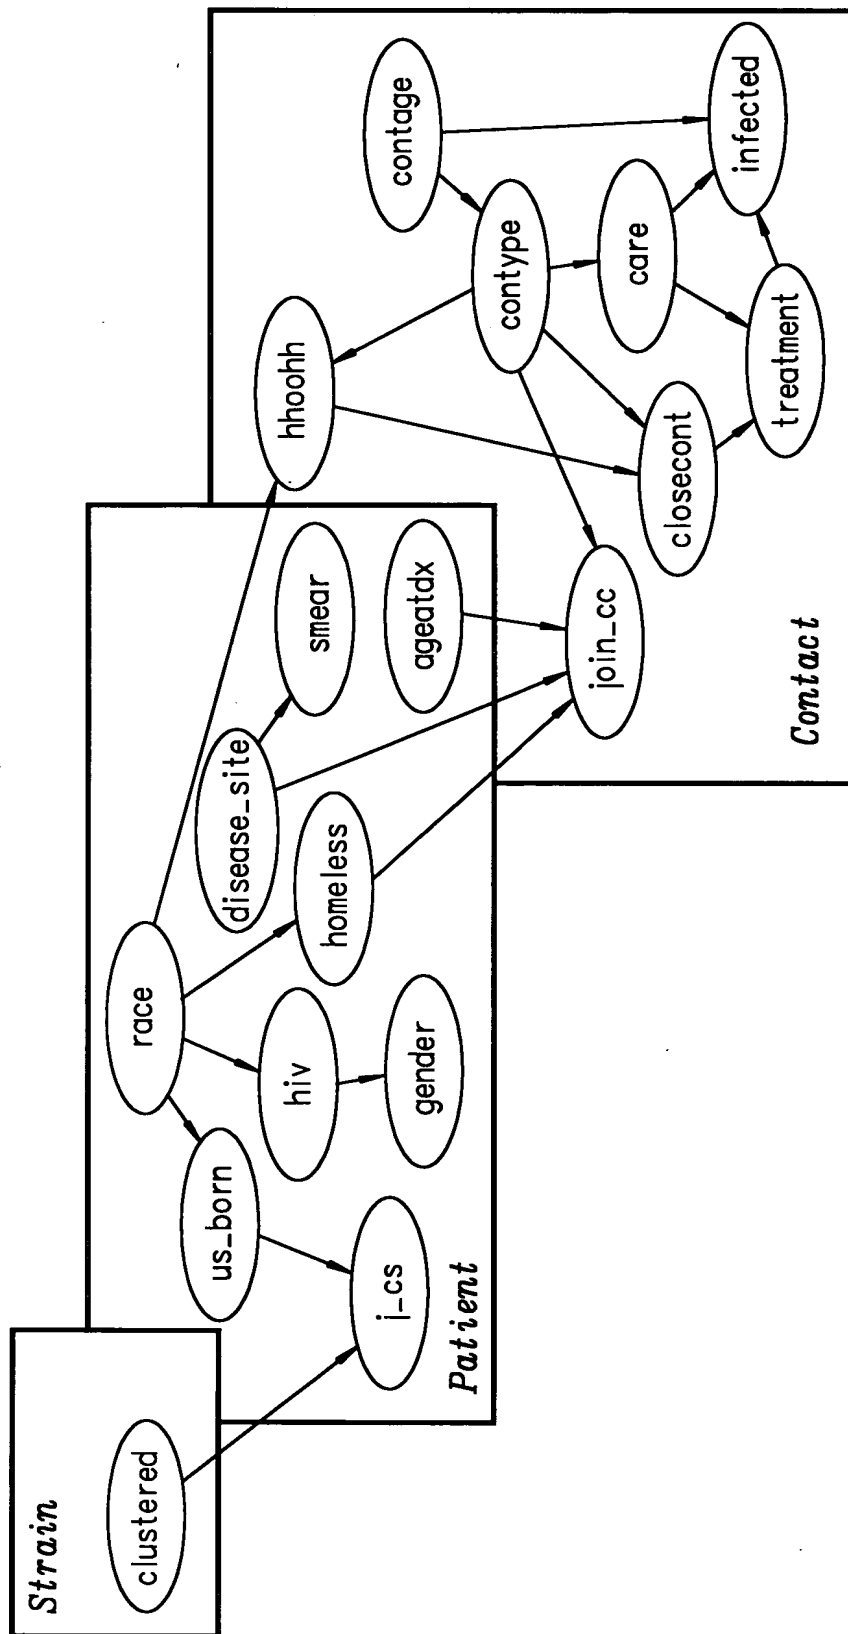 Strain
clustered
Patient
race
us_born
disease_site
hiv
homeless
smear
j_cs
gender
ageatdx
Contact
hhoohh
contage
contype
join_cc
closecont
care
treatment
infected